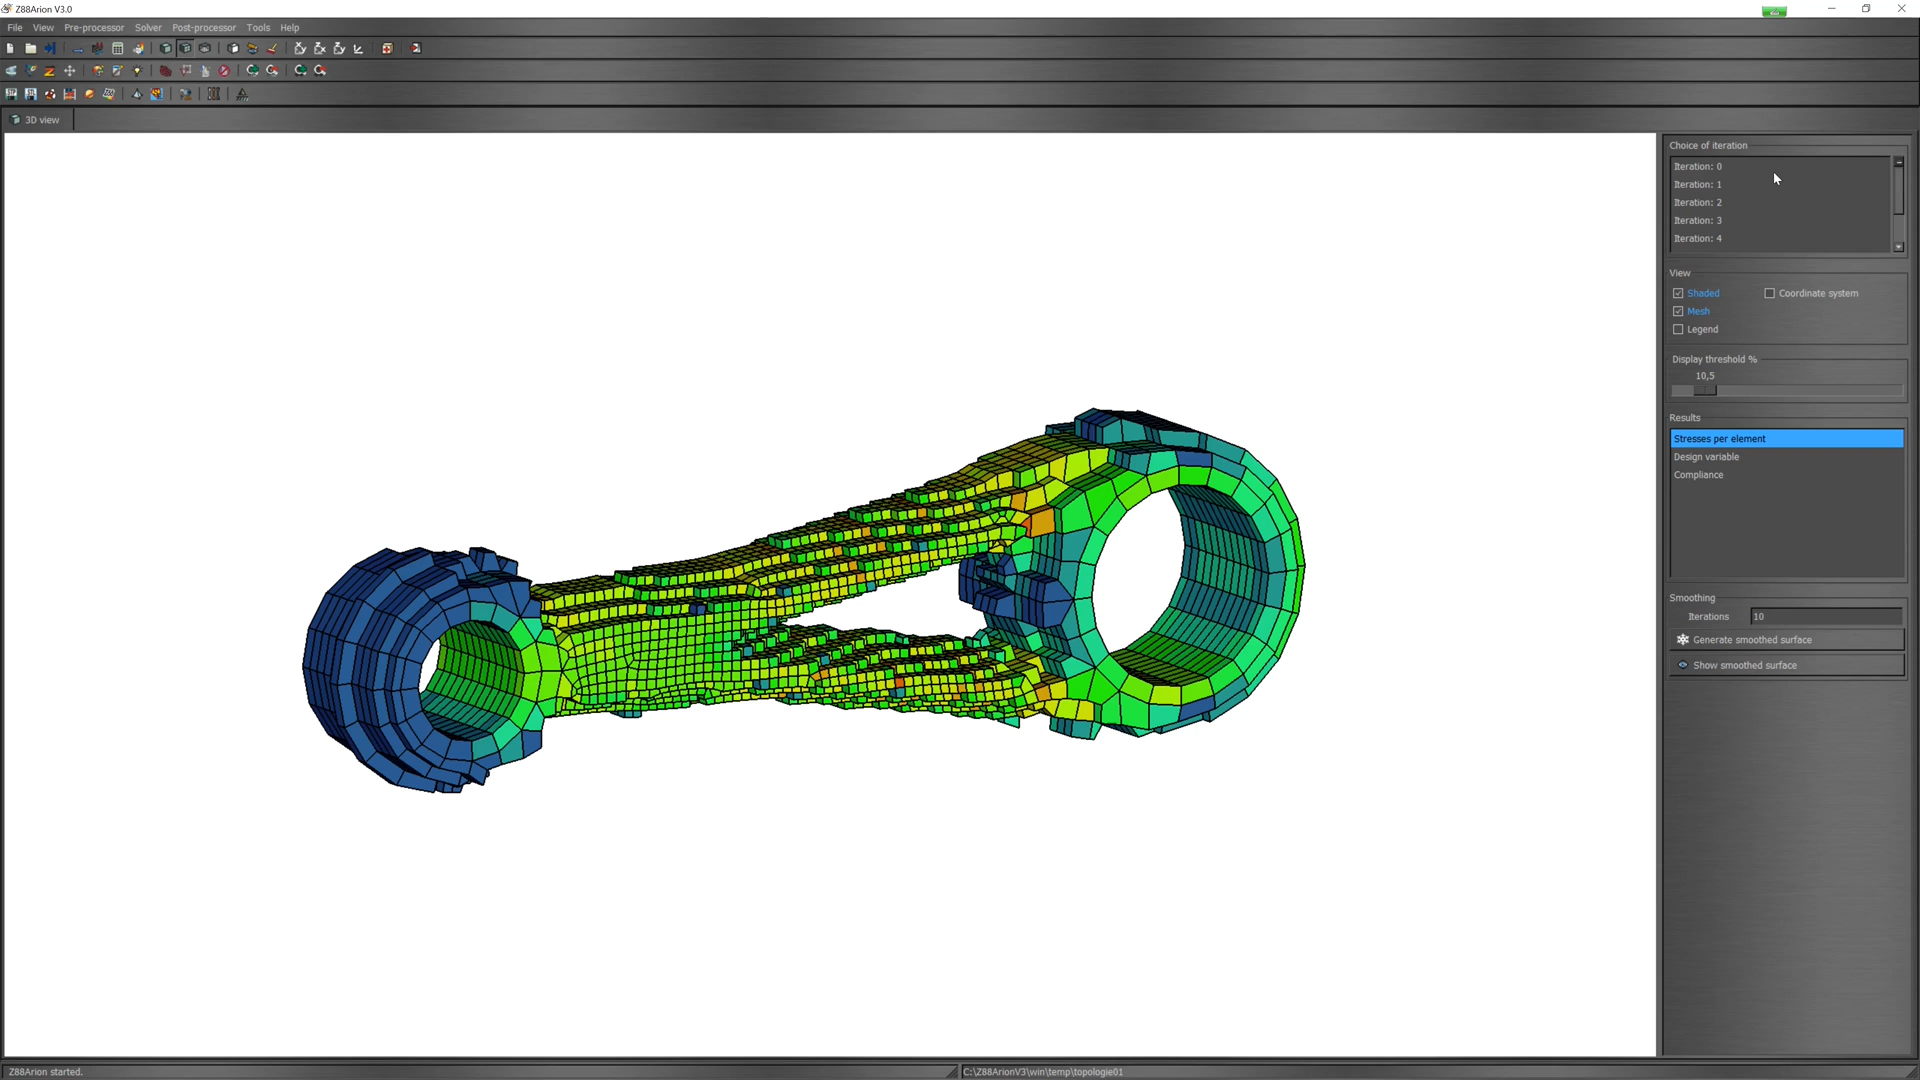 Z88Arion V3.0
File View Pre-processor Solver Post-processor Tools Help
3D view
Choice of iteration
Iteration: 0
Iteration: 1
Iteration: 2
Iteration: 3
Iteration: 4
View
Shaded Coordinate system
Mesh
Legend
Display threshold %
10,5
Results
Stresses per element
Design variable
Compliance
Smoothing
Iterations 10
Generate smoothed surface
Show smoothed surface
Z88Arion started. C:\Z88ArionV3\win\temp\topologie01